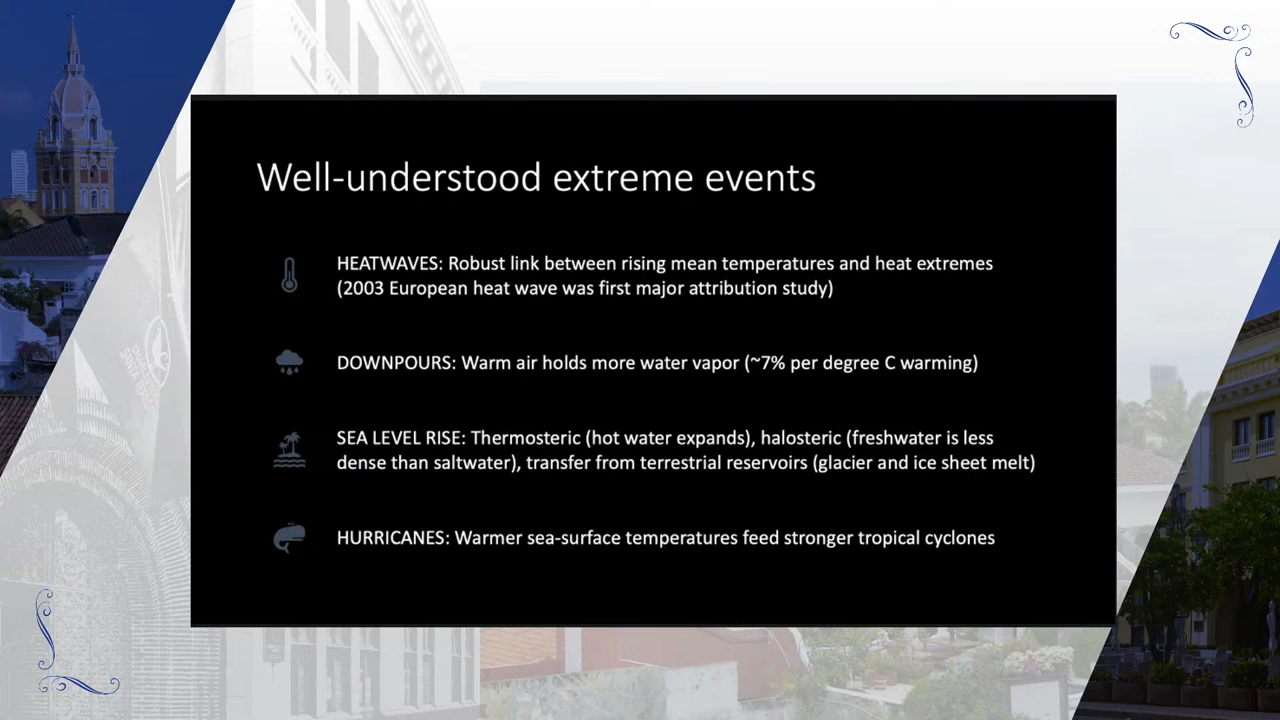 Well-understood extreme events
HEATWAVES: Robust link between rising mean temperatures and heat extremes
(2003 European heat wave was first major attribution study)
DOWNPOURS: Warm air holds more water vapor (~7% per degree C warming)
SEA LEVEL RISE: Thermosteric (hot water expands), halosteric (freshwater is less
dense than saltwater), transfer from terrestrial reservoirs (glacier and ice sheet melt)
HURRICANES: Warmer sea-surface temperatures feed stronger tropical cyclones